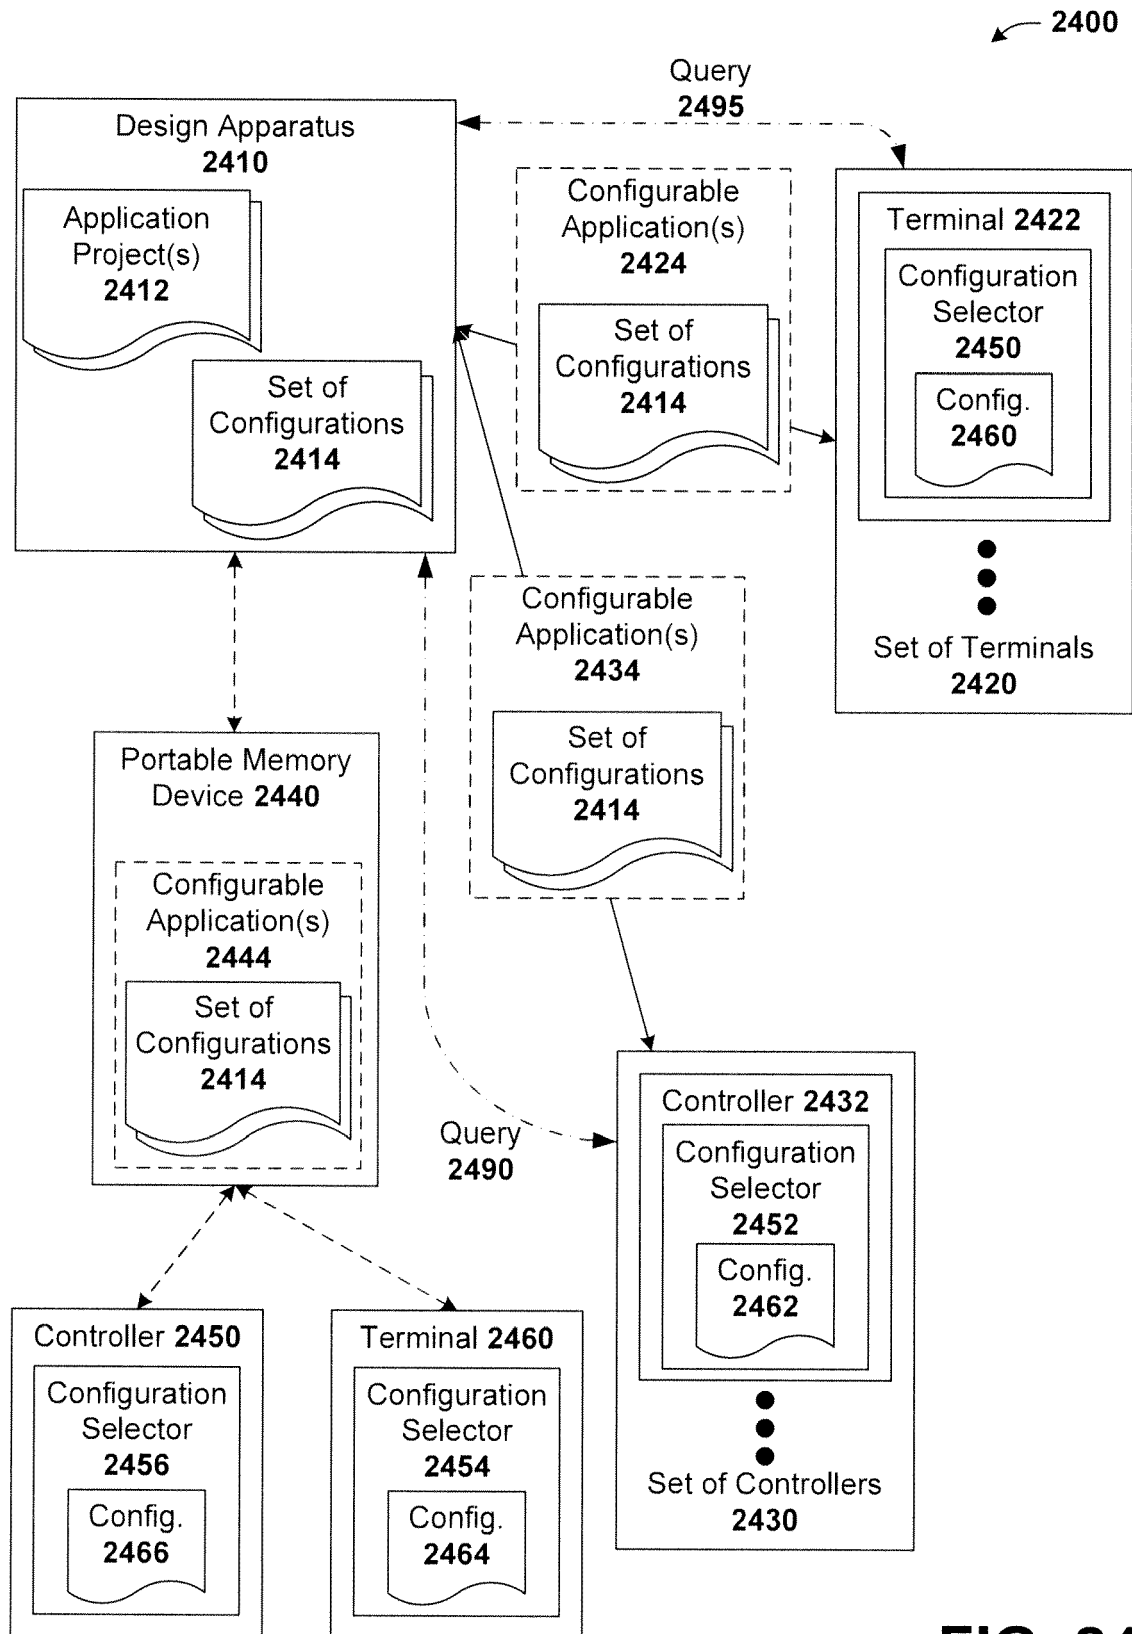 2400
Query
2495
Design Apparatus
2410
Application
Project(s)
2412
Set of
Configurations
2414
Configurable
Application(s)
2424
Set of
Configurations
2414
Terminal 2422
Configuration
Selector
2450
Config.
2460
Set of Terminals
2420
Configurable
Application(s)
2434
Set of
Configurations
2414
Portable Memory
Device 2440
Configurable
Application(s)
2444
Set of
Configurations
2414
Query
2490
Controller 2432
Configuration
Selector
2452
Config.
2462
Set of Controllers
2430
Controller 2450
Configuration
Selector
2456
Config.
2466
Terminal 2460
Configuration
Selector
2454
Config.
2464